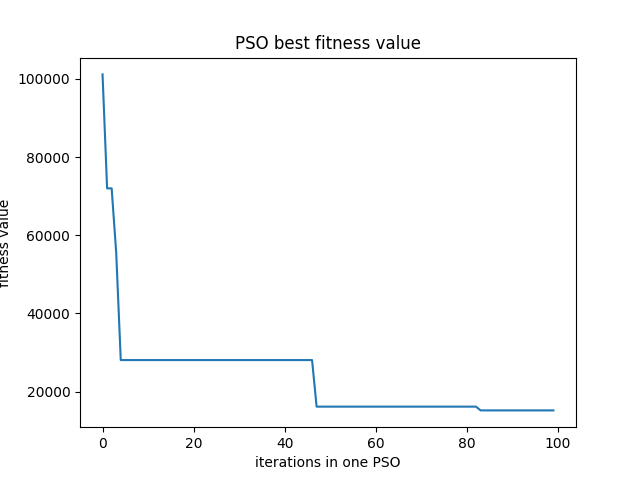 PSO best fitness value
100000
80000
60000
40000
20000
fitness value
0 20 40 60 80 100
iterations in one PSO